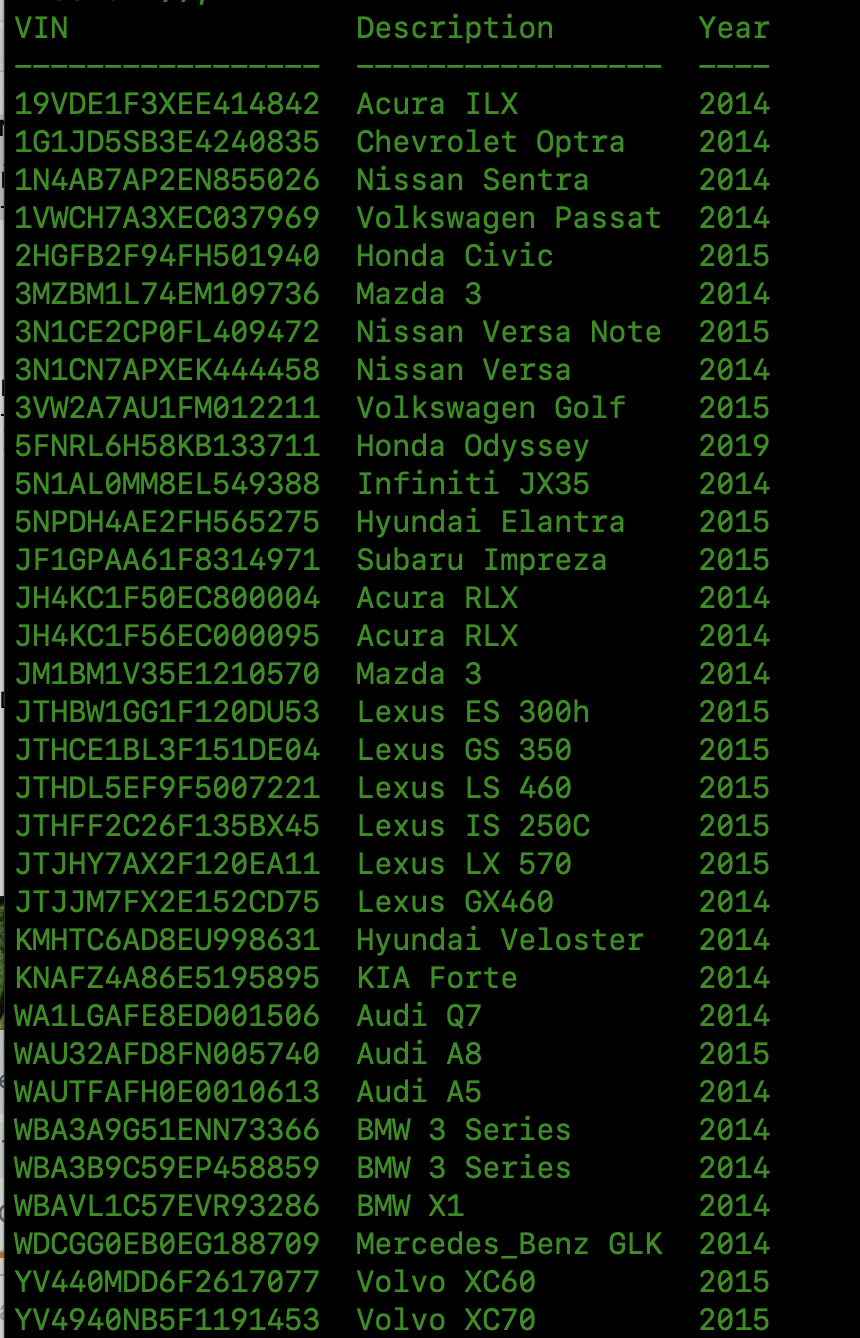 VIN Description Year
----------------- ----------------- ----
19VDE1F3XEE414842 Acura ILX 2014
1G1JD5SB3E4240835 Chevrolet Optra 2014
1N4AB7AP2EN855026 Nissan Sentra 2014
1VWCH7A3XEC037969 Volkswagen Passat 2014
2HGFB2F94FH501940 Honda Civic 2015
3MZBM1L74EM109736 Mazda 3 2014
3N1CE2CP0FL409472 Nissan Versa Note 2015
3N1CN7APXEK444458 Nissan Versa 2014
3VW2A7AU1FM012211 Volkswagen Golf 2015
5FNRL6H58KB133711 Honda Odyssey 2019
5N1AL0MM8EL549388 Infiniti JX35 2014
5NPDH4AE2FH565275 Hyundai Elantra 2015
JF1GPAA61F8314971 Subaru Impreza 2015
JH4KC1F50EC800004 Acura RLX 2014
JH4KC1F56EC000095 Acura RLX 2014
JM1BM1V35E1210570 Mazda 3 2014
JTHBW1GG1F120DU53 Lexus ES 300h 2015
JTHCE1BL3F151DE04 Lexus GS 350 2015
JTHDL5EF9F5007221 Lexus LS 460 2015
JTHFF2C26F135BX45 Lexus IS 250C 2015
JTJHY7AX2F120EA11 Lexus LX 570 2015
JTJJM7FX2E152CD75 Lexus GX460 2014
KMHTC6AD8EU998631 Hyundai Veloster 2014
KNAFZ4A86E5195895 KIA Forte 2014
WA1LGAFE8ED001506 Audi Q7 2014
WAU32AFD8FN005740 Audi A8 2015
WAUTFAFH0E0010613 Audi A5 2014
WBA3A9G51ENN73366 BMW 3 Series 2014
WBA3B9C59EP458859 BMW 3 Series 2014
WBAVL1C57EVR93286 BMW X1 2014
WDCGG0EB0EG188709 Mercedes_Benz GLK 2014
YV440MDD6F2617077 Volvo XC60 2015
YV4940NB5F1191453 Volvo XC70 2015